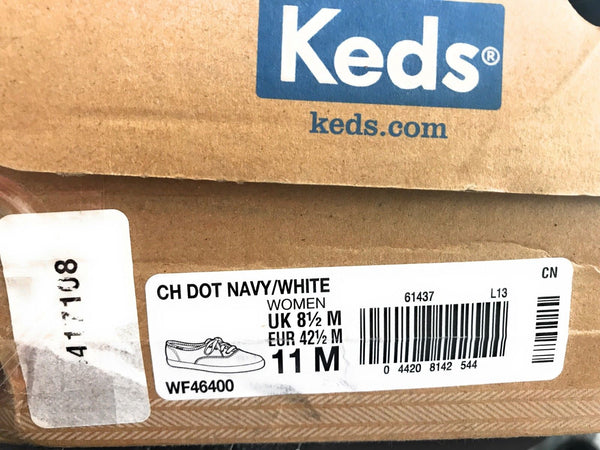 Keds®
keds.com
417108
CH DOT NAVY/WHITE
WOMEN
UK 8½ M
EUR 42½ M
11 M
WF46400
61437 L13
0 4420 8142 544
CN